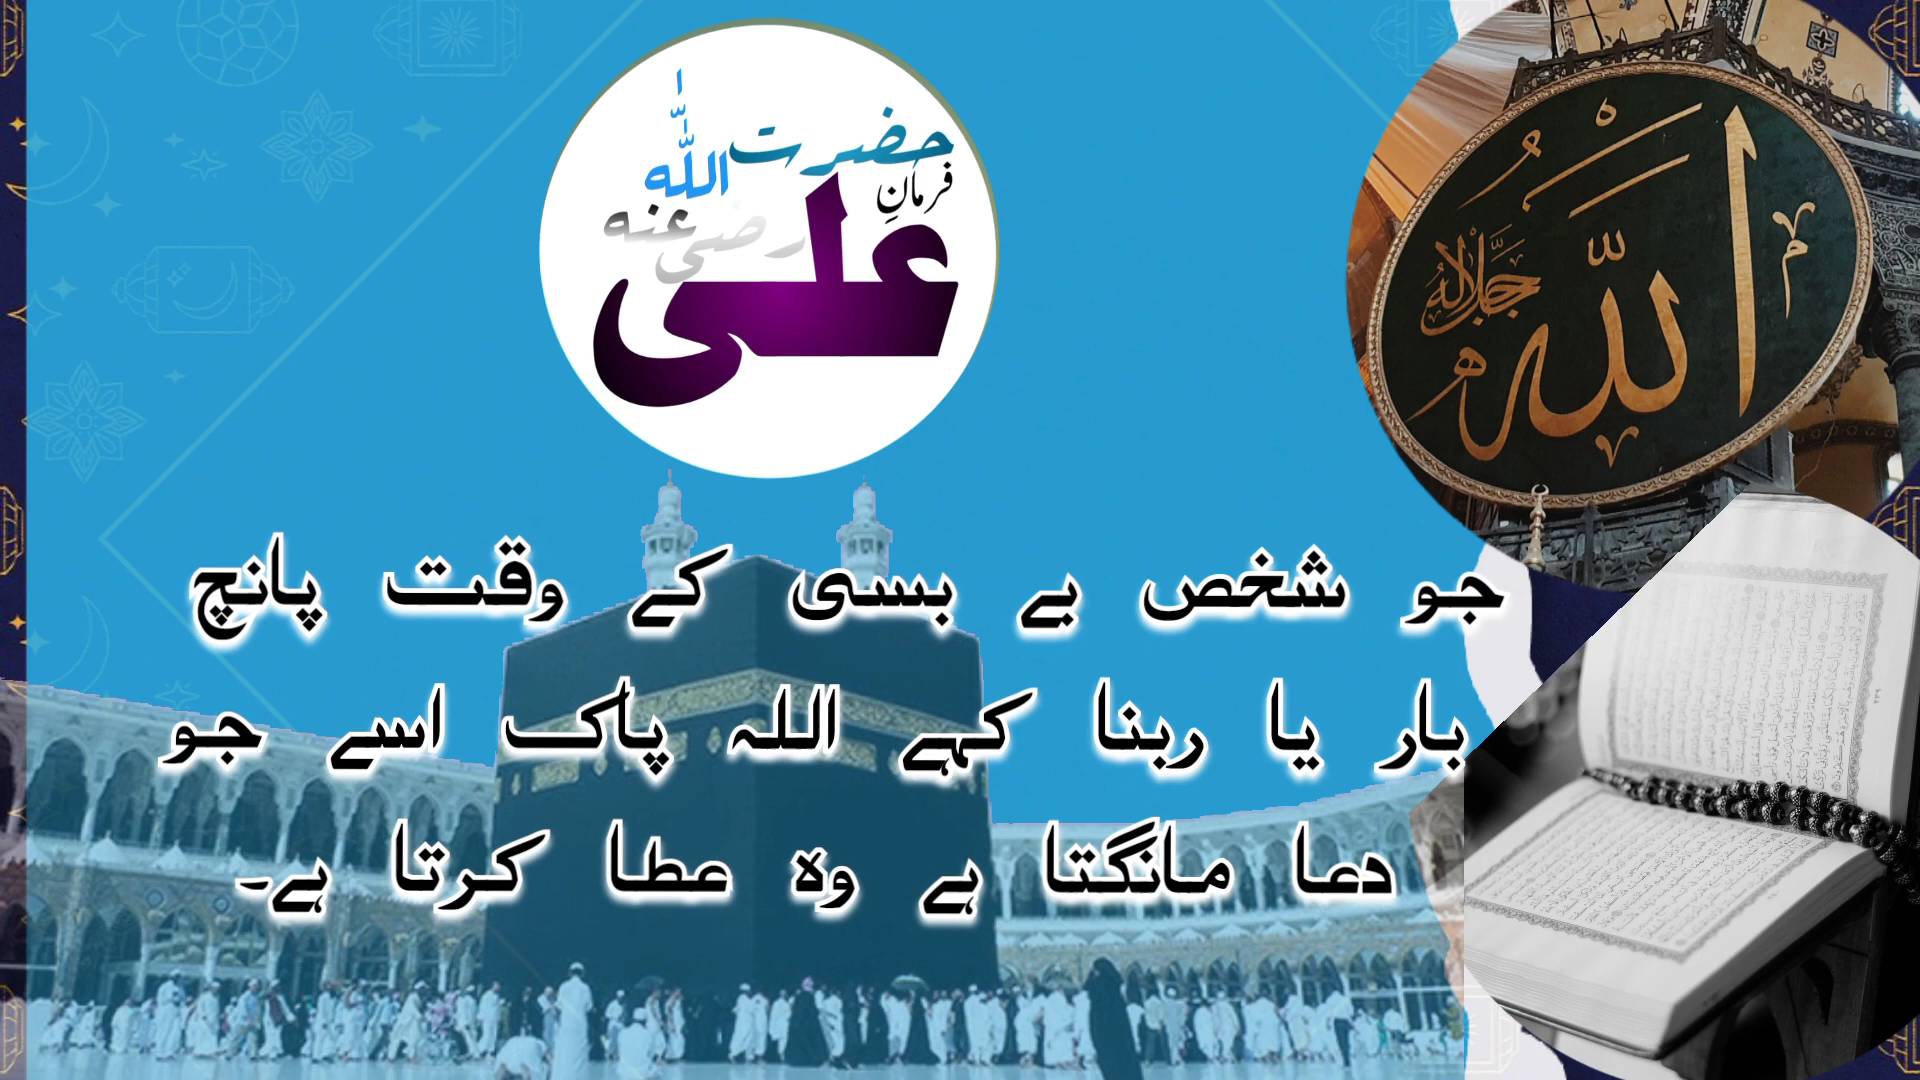 فرمانِ
حضرت
علی
رضی اللّٰہ عنہ
اللہ
جل جلالہ
جو شخص بے بسی کے وقت پانچ
بار یا ربنا کہے اللہ پاک اسے جو
دعا مانگتا ہے وہ عطا کرتا ہے۔